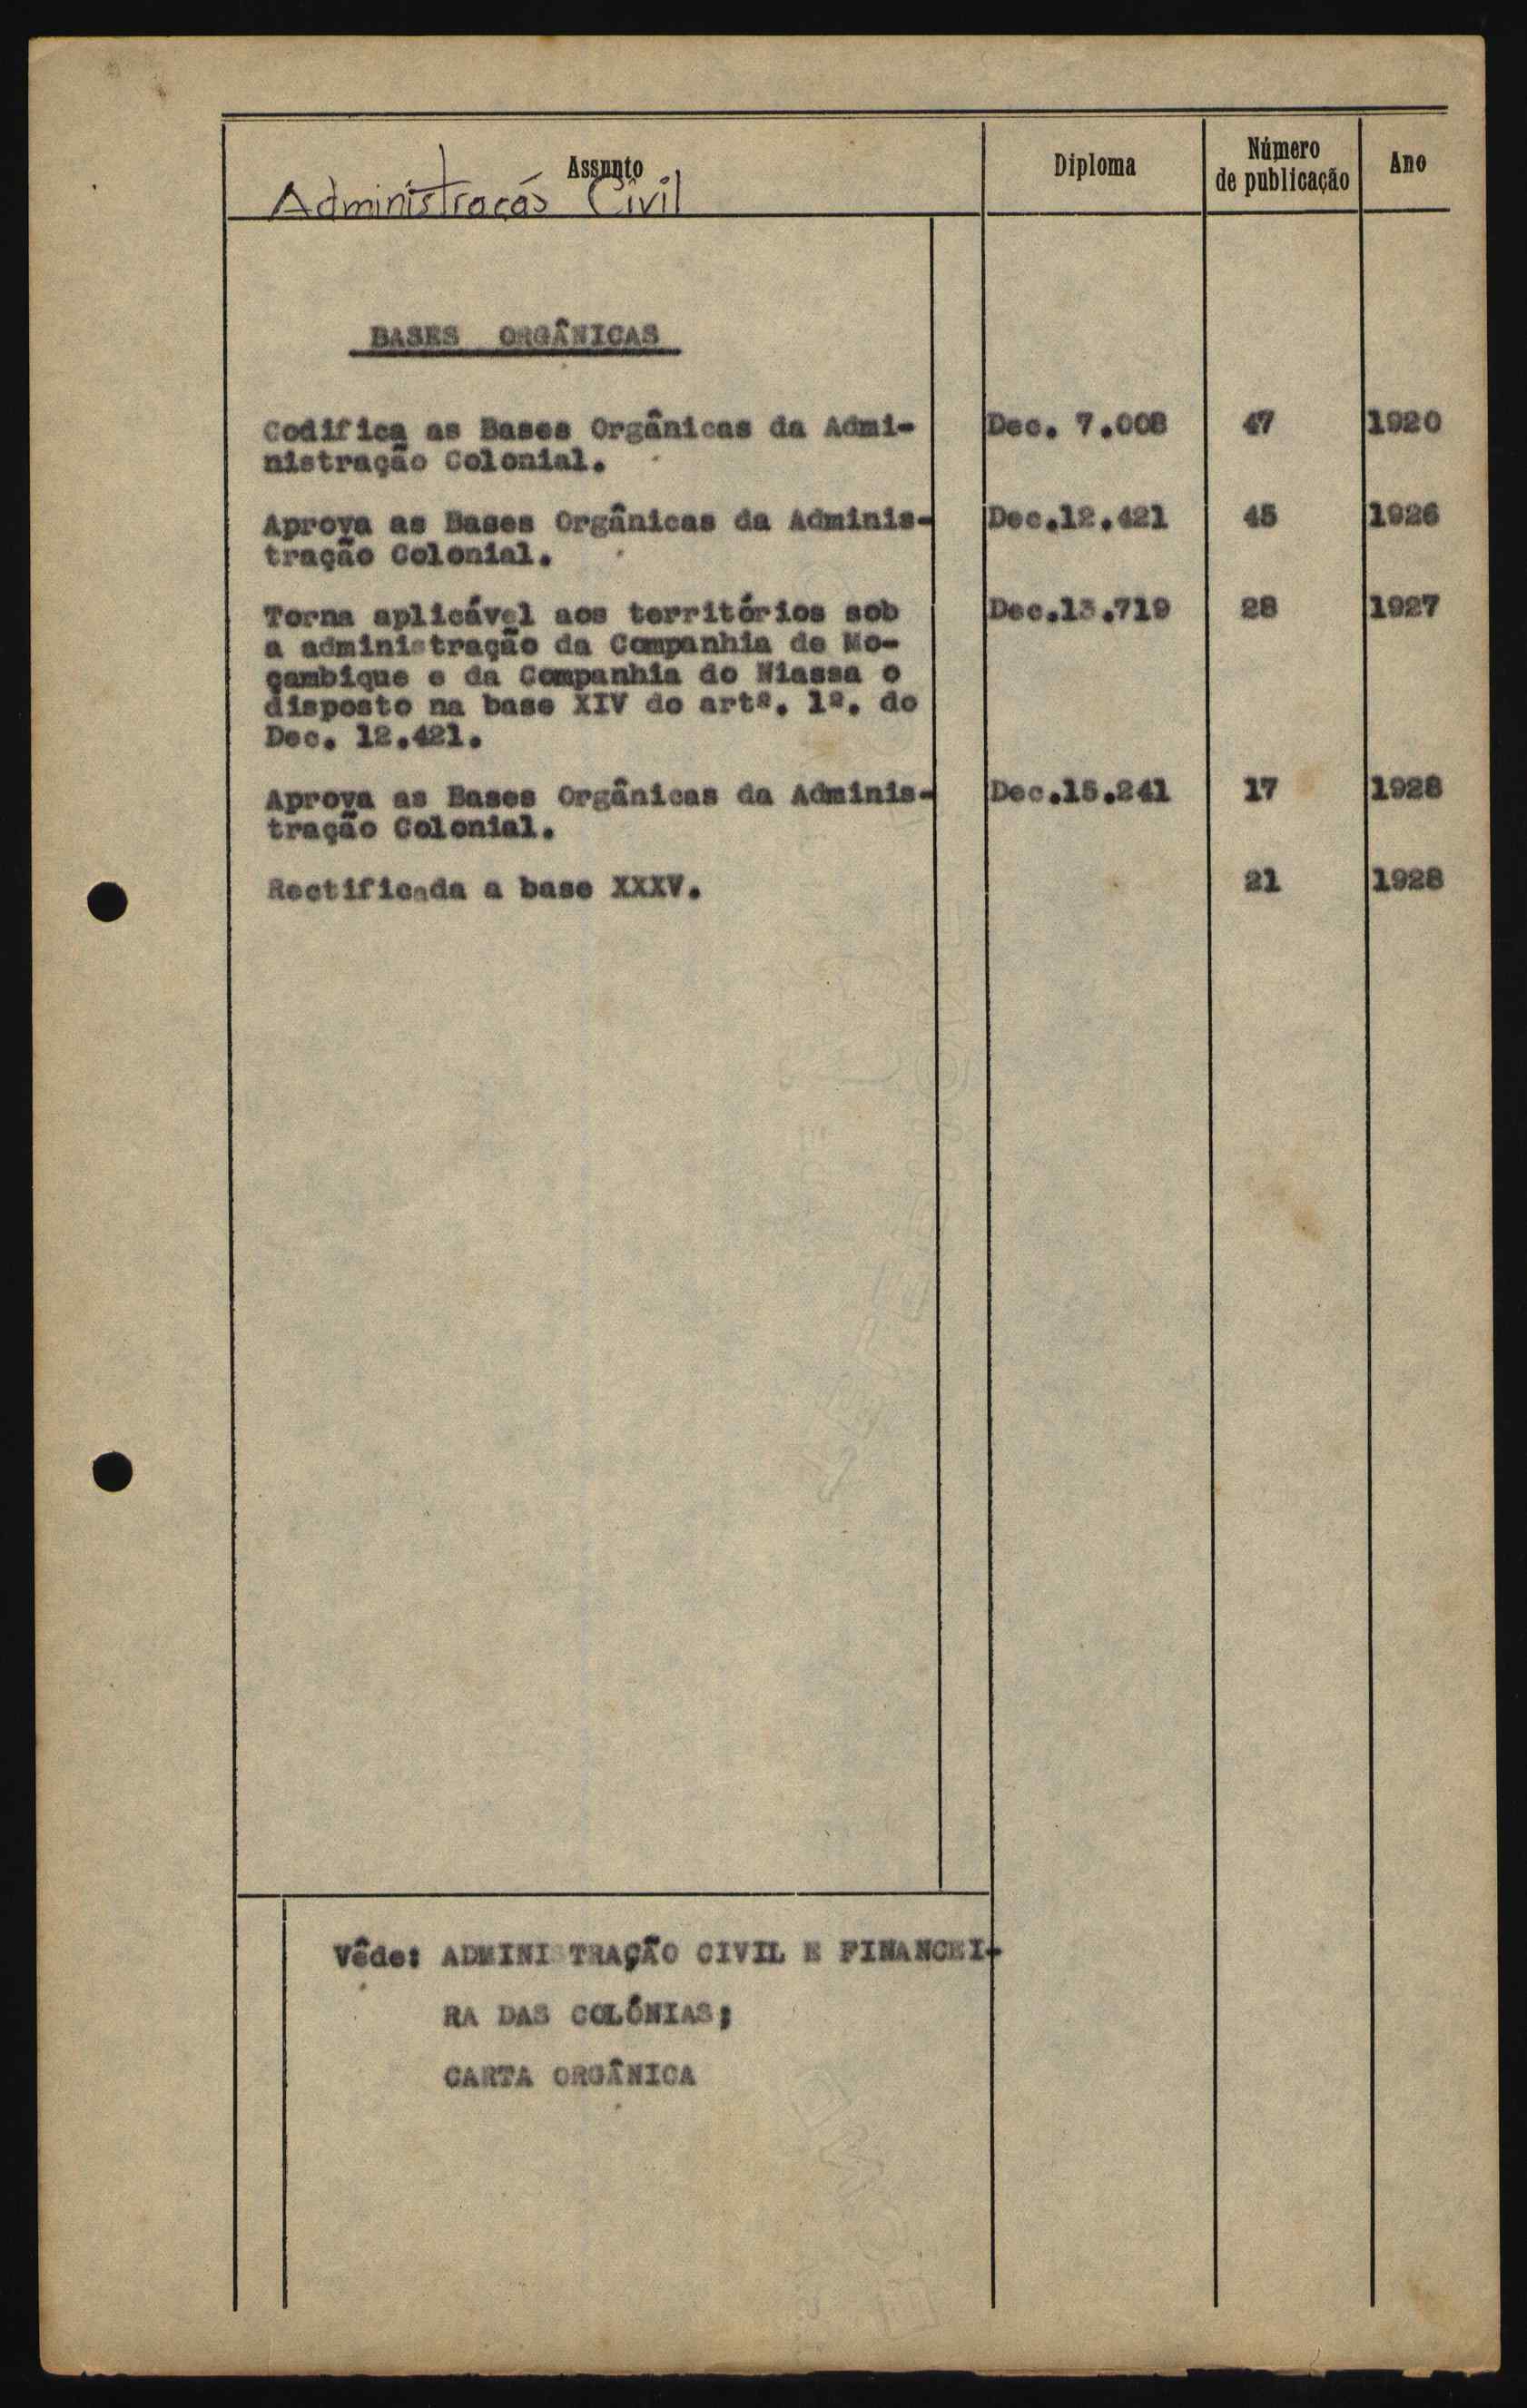 Assunto Diploma Número de publicação Ano
Administração Civil
BASES ORGÂNICAS
Codifica as Bases Orgânicas da Admi- Dec. 7.008 47 1920
nistração Colonial.
Aprova as Bases Orgânicas da Adminis- Dec.12.421 45 1926
tração Colonial.
Torna aplicável aos territórios sob Dec.13.719 28 1927
a administração da Companhia de Mo-
çambique e da Companhia do Niassa o
disposto na base XIV do artº. 1º. do
Dec. 12.421.
Aprova as Bases Orgânicas da Adminis- Dec.15.241 17 1928
tração Colonial.
Rectificada a base XXXV. 21 1928
Vêde: ADMINISTRAÇÃO CIVIL E FINANCEI-
RA DAS COLÓNIAS;
CARTA ORGÂNICA